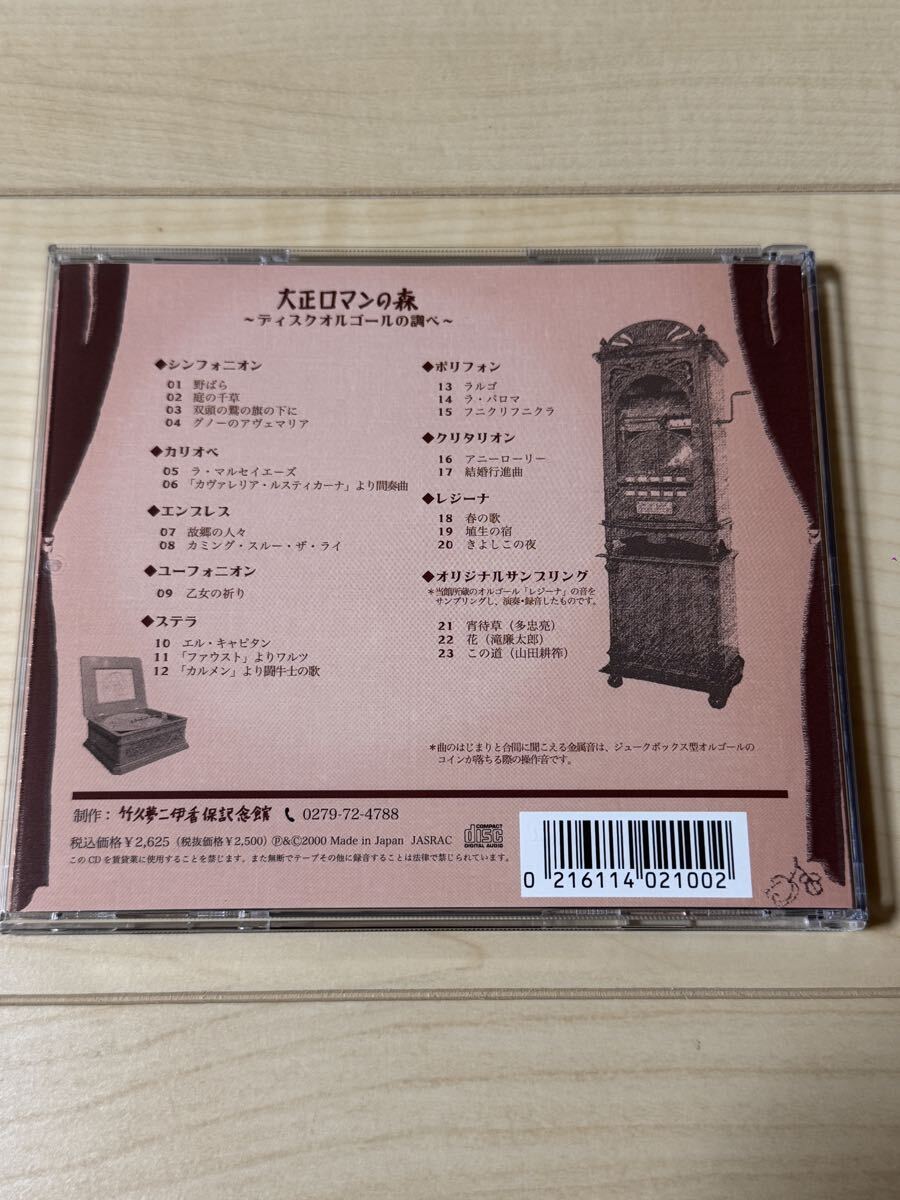 大正ロマンの森
～ディスクオルゴールの調べ～
◆シンフォニオン
01 野ばら
02 庭の千草
03 双頭の鷲の旗の下に
04 グノーのアヴェマリア
◆カリオペ
05 ラ・マルセイエーズ
06 「カヴァレリア・ルスティカーナ」より間奏曲
◆エンプレス
07 故郷の人々
08 カミング・スルー・ザ・ライ
◆ユーフォニオン
09 乙女の祈り
◆ステラ
10 エル・キャピタン
11 「ファウスト」よりワルツ
12 「カルメン」より闘牛士の歌
◆ポリフォン
13 ラルゴ
14 ラ・パロマ
15 フニクリフニクラ
◆クリタリオン
16 アニーローリー
17 結婚行進曲
◆レジーナ
18 春の歌
19 埴生の宿
20 きよしこの夜
◆オリジナルサンプリング
＊当館所蔵のオルゴール「レジーナ」の音を
サンプリングし、演奏・録音したものです。
21 宵待草（多忠亮）
22 花（滝廉太郎）
23 この道（山田耕筰）
＊曲のはじまりと合間に聞こえる金属音は、ジュークボックス型オルゴールの
コインが落ちる際の操作音です。
制作：竹久夢二伊香保記念館 0279-72-4788
税込価格￥2,625（税抜価格￥2,500）Ⓟ&©2000 Made in Japan JASRAC
COMPACT
disc
DIGITAL AUDIO
このCDを賃貸業に使用することを禁じます。また無断でテープその他に録音することは法律で禁じられています。
0 216114 021002